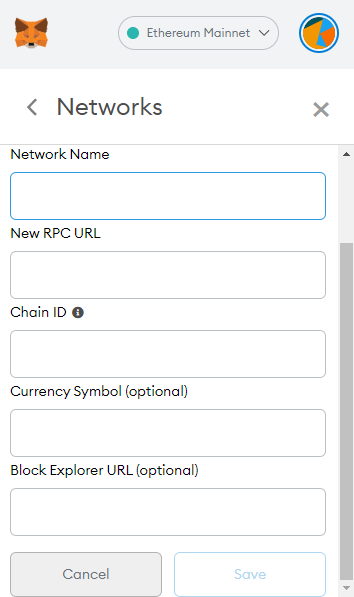 Ethereum Mainnet
Networks
Network Name
New RPC URL
Chain ID
Currency Symbol (optional)
Block Explorer URL (optional)
Cancel
Save